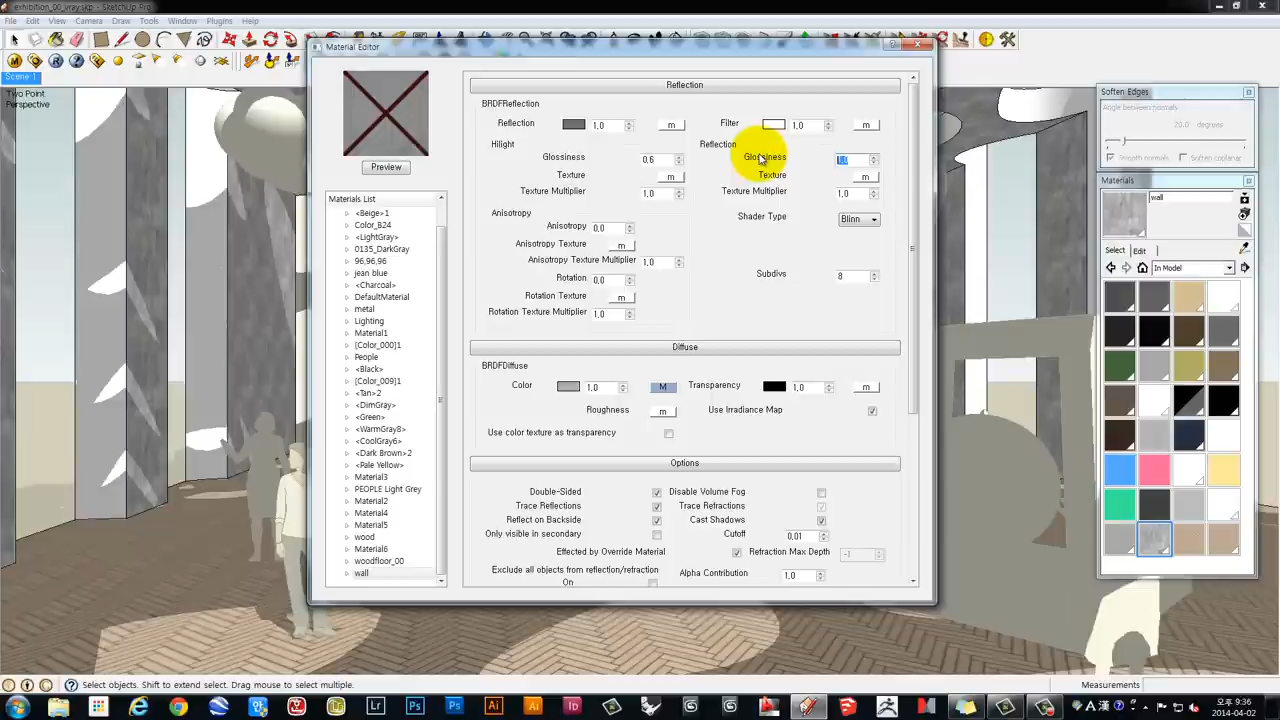 exhibition_00_vray.skp - SketchUp Pro
File Edit View Camera Draw Tools Window Plugins Help
Scene 1
Two Point
Perspective
Material Editor
Preview
Materials List
<Beige>1
Color_B24
<LightGray>
0135_DarkGray
96,96,96
jean blue
<Charcoal>
DefaultMaterial
metal
Lighting
Material1
[Color_000]1
People
<Black>
[Color_009]1
<Tan>2
<DimGray>
<Green>
<WarmGray8>
<CoolGray6>
<Dark Brown>2
<Pale Yellow>
Material3
PEOPLE Light Grey
Material2
Material4
Material5
wood
Material6
woodfloor_00
wall
Reflection
BRDFReflection
Reflection 1,0 m Filter 1,0 m
Hilight Reflection
Glossiness 0,6 Glossiness 1,0
Texture m Texture m
Texture Multiplier 1,0 Texture Multiplier 1,0
Anisotropy Shader Type Blinn
Anisotropy 0,0
Anisotropy Texture m
Anisotropy Texture Multiplier 1,0
Rotation 0,0 Subdivs 8
Rotation Texture m
Rotation Texture Multiplier 1,0
Diffuse
BRDFDiffuse
Color 1,0 M Transparency 1,0 m
Roughness m Use Irradiance Map
Use color texture as transparency
Options
Double-Sided Disable Volume Fog
Trace Reflections Trace Refractions
Reflect on Backside Cast Shadows
Only visible in secondary Cutoff 0,01
Effected by Override Material Refraction Max Depth -1
Exclude all objects from reflection/refraction
On Alpha Contribution 1,0
Soften Edges
Angle between normals
20.0 degrees
Smooth normals Soften coplanar
Materials
wall
Select Edit
In Model
Select objects. Shift to extend select. Drag mouse to select multiple. Measurements
Lr Ps Ps Ai Ai Id
A 漢
오후 9:36
2014-04-02